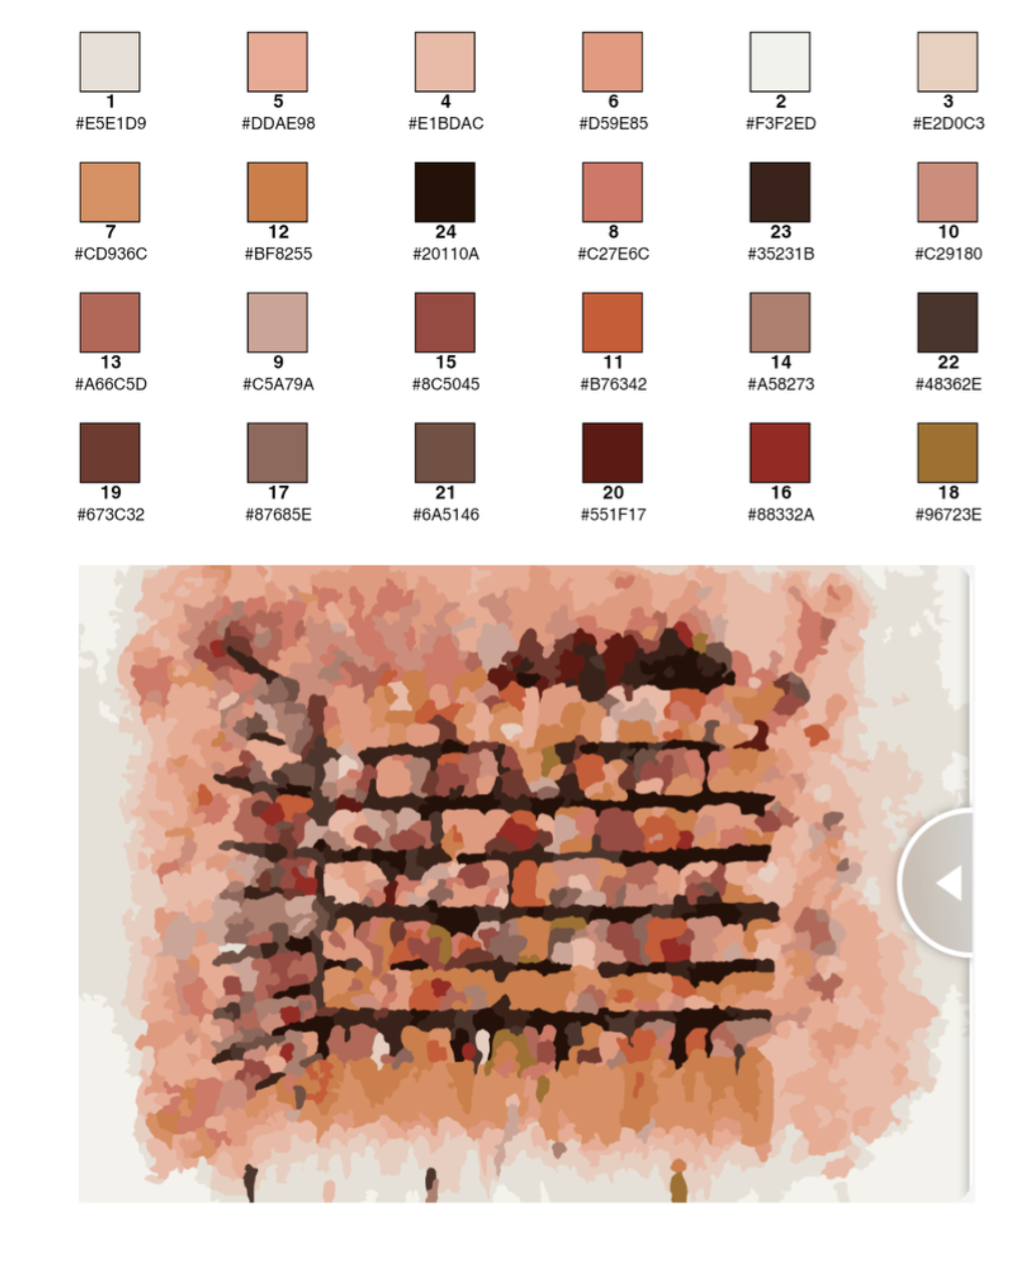 1 5 4 6 2 3
#E5E1D9 #DDAE98 #E1BDAC #D59E85 #F3F2ED #E2D0C3
7 12 24 8 23 10
#CD936C #BF8255 #20110A #C27E6C #35231B #C29180
13 9 15 11 14 22
#A66C5D #C5A79A #8C5045 #B76342 #A58273 #48362E
19 17 21 20 16 18
#673C32 #87685E #6A5146 #551F17 #88332A #96723E